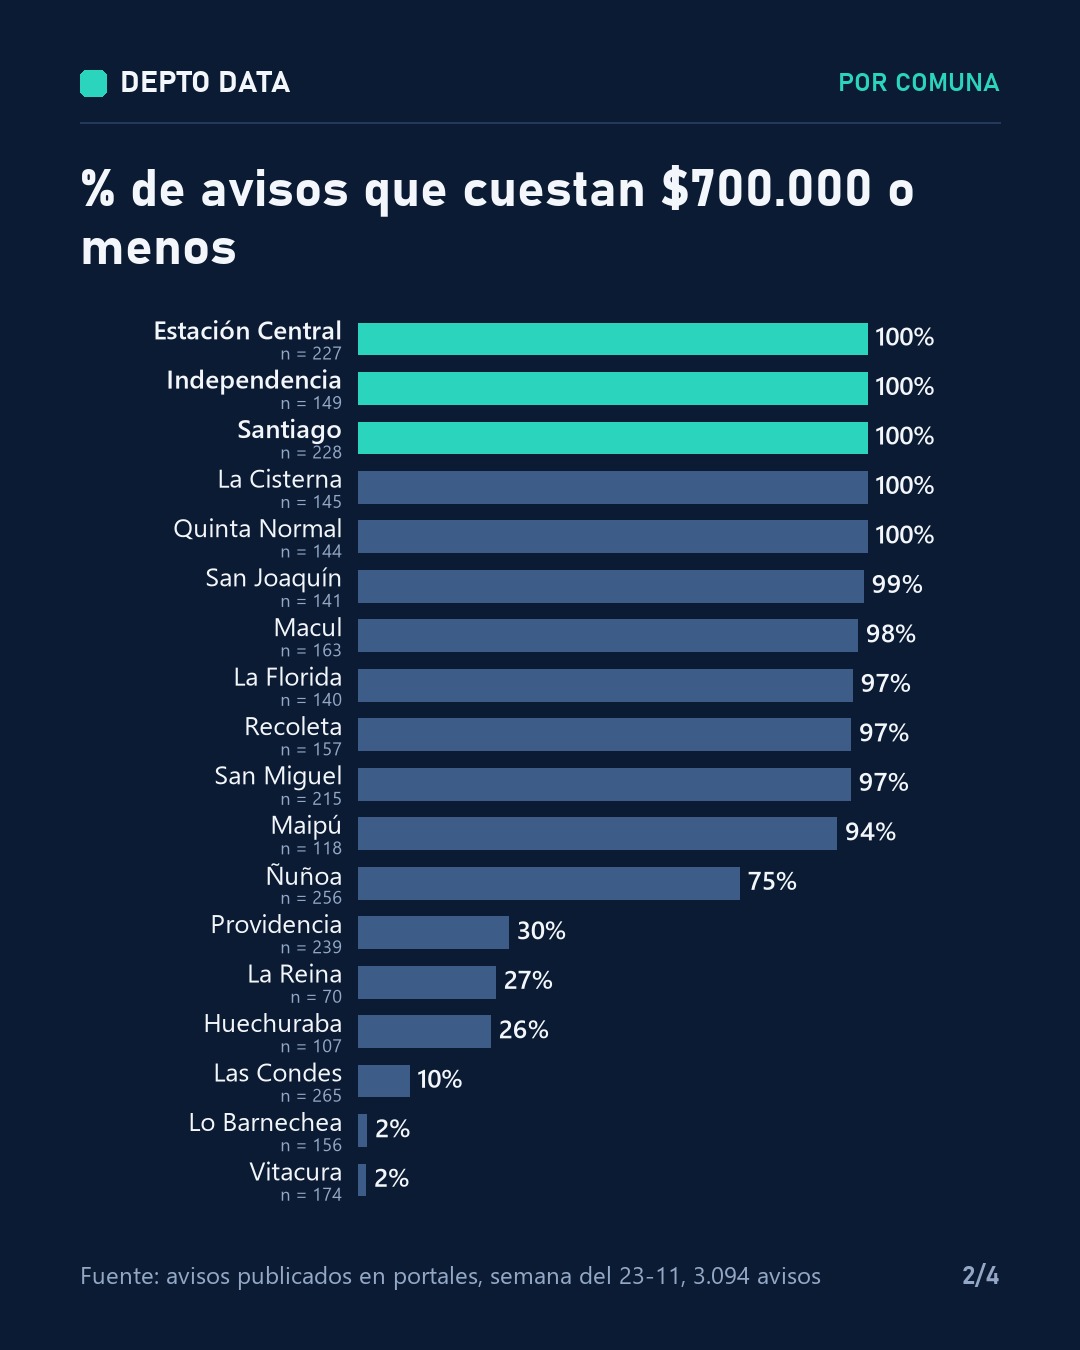 DEPTO DATA
POR COMUNA
% de avisos que cuestan $700.000 o
menos
Estación Central
n = 227
100%
Independencia
n = 149
100%
Santiago
n = 228
100%
La Cisterna
n = 145
100%
Quinta Normal
n = 144
100%
San Joaquín
n = 141
99%
Macul
n = 163
98%
La Florida
n = 140
97%
Recoleta
n = 157
97%
San Miguel
n = 215
97%
Maipú
n = 118
94%
Ñuñoa
n = 256
75%
Providencia
n = 239
30%
La Reina
n = 70
27%
Huechuraba
n = 107
26%
Las Condes
n = 265
10%
Lo Barnechea
n = 156
2%
Vitacura
n = 174
2%
Fuente: avisos publicados en portales, semana del 23-11, 3.094 avisos
2/4